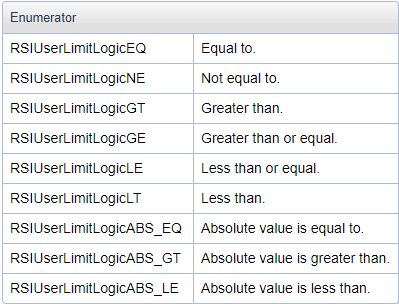 Enumerator
RSIUserLimitLogicEQ Equal to.
RSIUserLimitLogicNE Not equal to.
RSIUserLimitLogicGT Greater than.
RSIUserLimitLogicGE Greater than or equal.
RSIUserLimitLogicLE Less than or equal.
RSIUserLimitLogicLT Less than.
RSIUserLimitLogicABS_EQ Absolute value is equal to.
RSIUserLimitLogicABS_GT Absolute value is greater than.
RSIUserLimitLogicABS_LE Absolute value is less than.